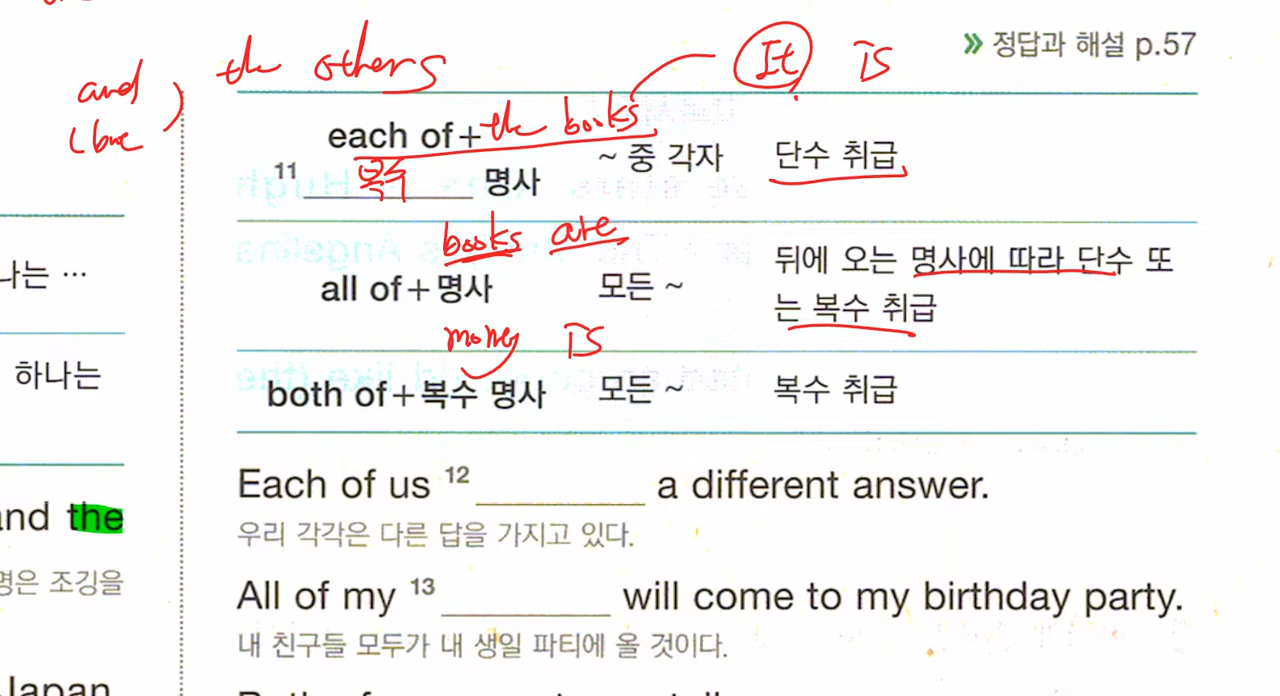 the others
It is
>> 정답과 해설 p.57
and
each of+ the books
~ 중 각자
단수 취급
11 복수 명사
books are
나는 …
all of+명사
모든 ~
뒤에 오는 명사에 따라 단수 또
는 복수 취급
money is
하나는
both of+복수 명사
모든 ~
복수 취급
Each of us 12 ________ a different answer.
우리 각각은 다른 답을 가지고 있다.
and the
명은 조깅을
All of my 13 ________ will come to my birthday party.
내 친구들 모두가 내 생일 파티에 올 것이다.
Japan